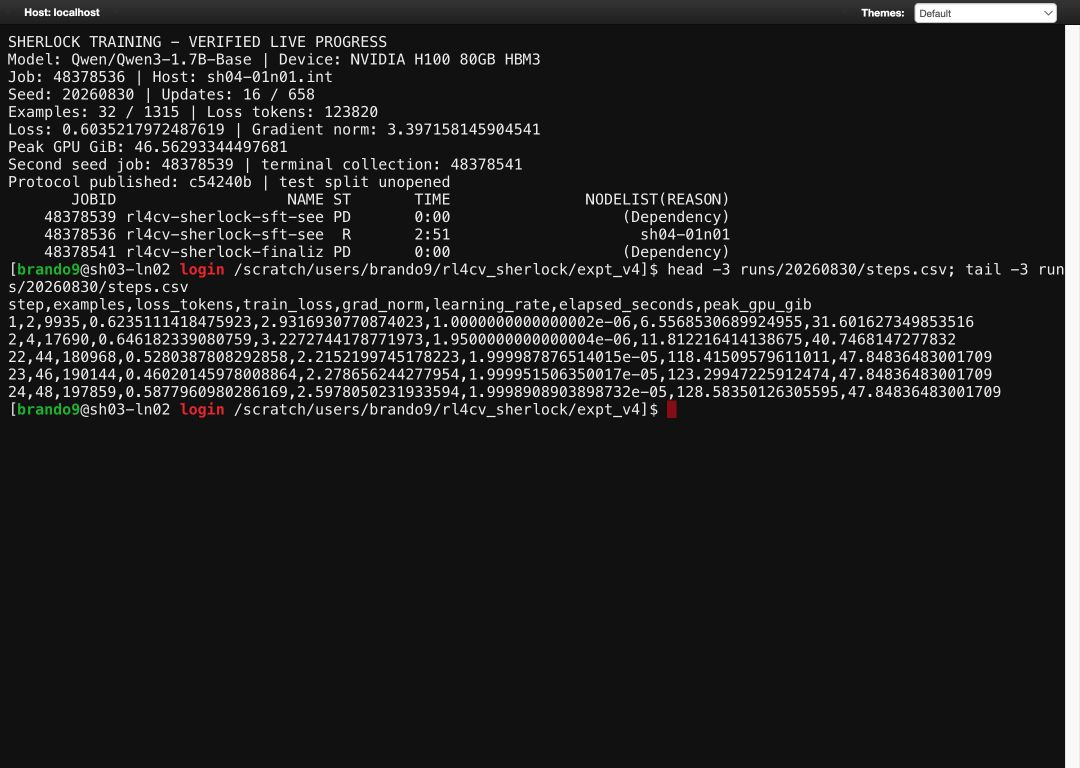 Host: localhost
Themes: Default
SHERLOCK TRAINING - VERIFIED LIVE PROGRESS
Model: Qwen/Qwen3-1.7B-Base | Device: NVIDIA H100 80GB HBM3
Job: 48378536 | Host: sh04-01n01.int
Seed: 20260830 | Updates: 16 / 658
Examples: 32 / 1315 | Loss tokens: 123820
Loss: 0.6035217972487619 | Gradient norm: 3.397158145904541
Peak GPU GiB: 46.56293344497681
Second seed job: 48378539 | terminal collection: 48378541
Protocol published: c54240b | test split unopened
JOBID NAME ST TIME NODELIST(REASON)
48378539 rl4cv-sherlock-sft-see PD 0:00 (Dependency)
48378536 rl4cv-sherlock-sft-see R 2:51 sh04-01n01
48378541 rl4cv-sherlock-finaliz PD 0:00 (Dependency)
[brando9@sh03-ln02 login /scratch/users/brando9/rl4cv_sherlock/expt_v4]$ head -3 runs/20260830/steps.csv; tail -3 run
s/20260830/steps.csv
step,examples,loss_tokens,train_loss,grad_norm,learning_rate,elapsed_seconds,peak_gpu_gib
1,2,9935,0.6235111418475923,2.9316930770874023,1.0000000000000002e-06,6.5568530689924955,31.601627349853516
2,4,17690,0.646182339080759,3.2272744178771973,1.9500000000000004e-06,11.812216414138675,40.7468147277832
22,44,180968,0.5280387808292858,2.2152199745178223,1.999987876514015e-05,118.41509579611011,47.84836483001709
23,46,190144,0.46020145978008864,2.278656244277954,1.999951506350017e-05,123.29947225912474,47.84836483001709
24,48,197859,0.5877960980286169,2.5978050231933594,1.9998908903898732e-05,128.58350126305595,47.84836483001709
[brando9@sh03-ln02 login /scratch/users/brando9/rl4cv_sherlock/expt_v4]$